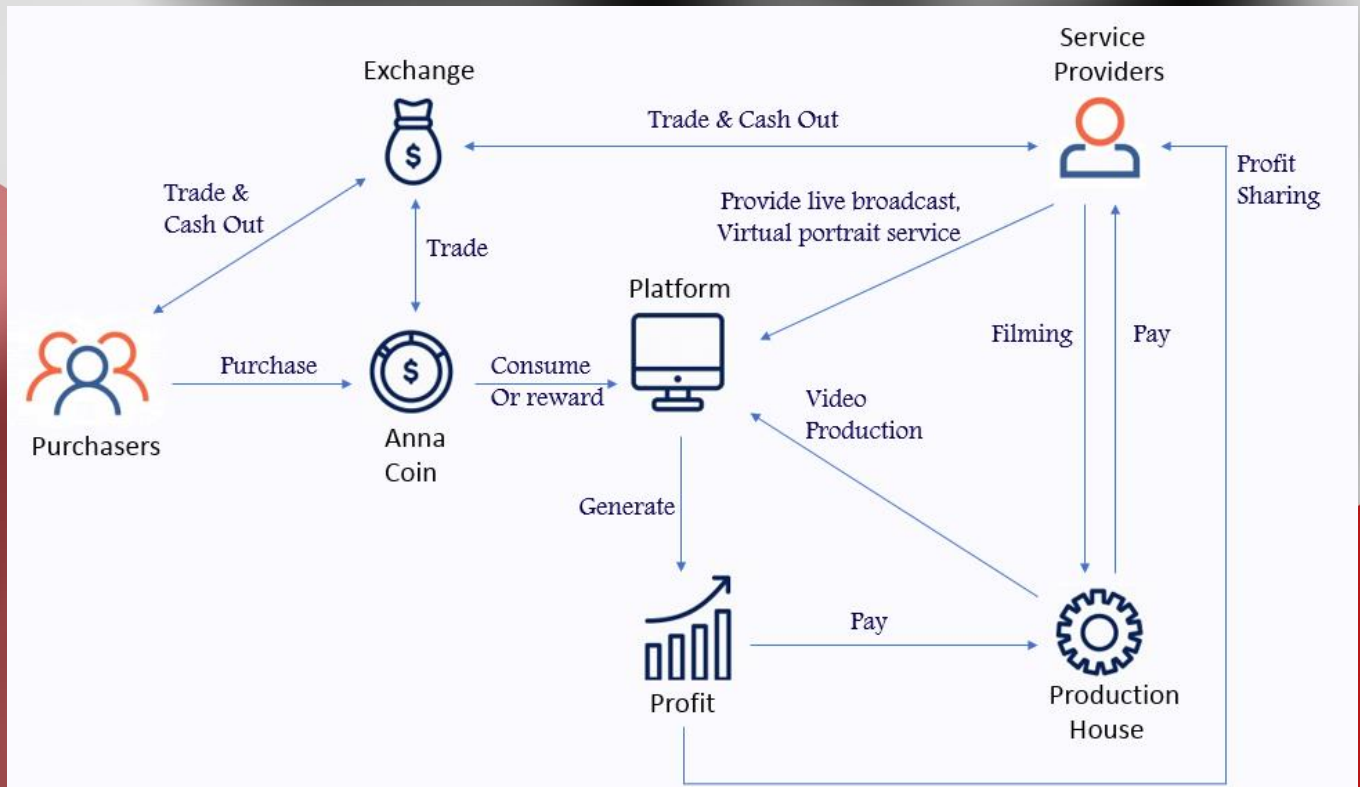 Service
Providers
Exchange
Trade & Cash Out
Profit
Sharing
Trade &
Cash Out
Provide live broadcast,
Virtual portrait service
Trade
Platform
Filming
Pay
Purchase
Consume
Or reward
Video
Production
Purchasers
Anna
Coin
Generate
Pay
Profit
Production
House
$
$